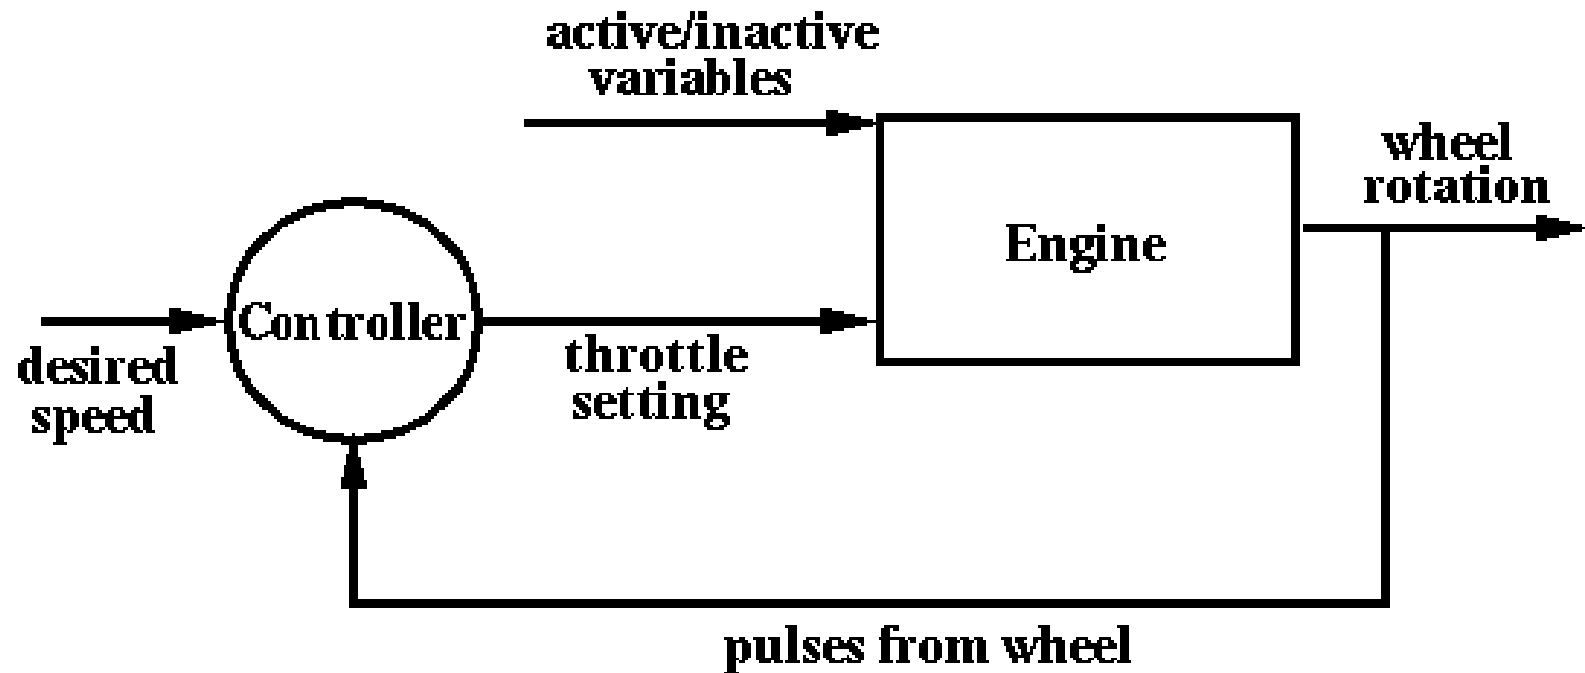 active/inactive
variables
wheel
rotation
Engine
Controller
desired
speed
throttle
setting
pulses from wheel